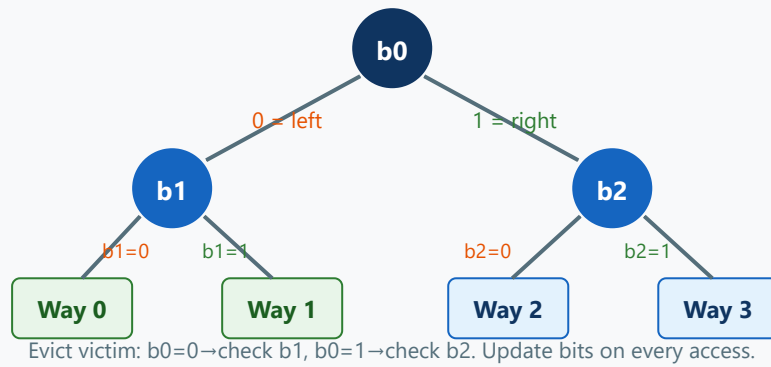 b0
0 = left
1 = right
b1
b2
b1=0
b1=1
b2=0
b2=1
Way 0
Way 1
Way 2
Way 3
Evict victim: b0=0→check b1, b0=1→check b2. Update bits on every access.